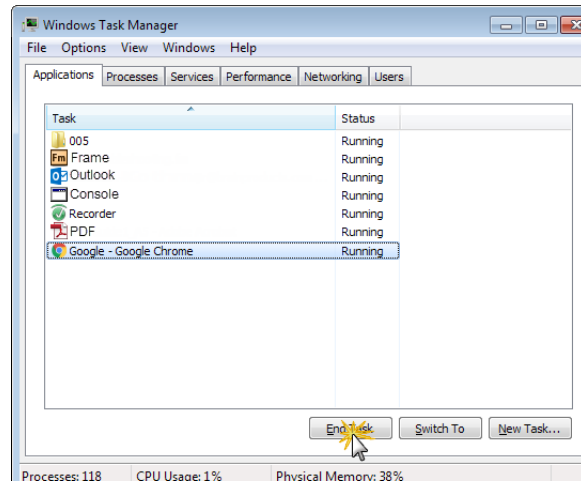 Windows Task Manager
File Options View Windows Help
Applications Processes Services Performance Networking Users
Task Status
005 Running
Fm Frame Running
Outlook Running
Console Running
Recorder Running
PDF Running
Google - Google Chrome Running
End Task Switch To New Task...
Processes: 118 CPU Usage: 1% Physical Memory: 38%